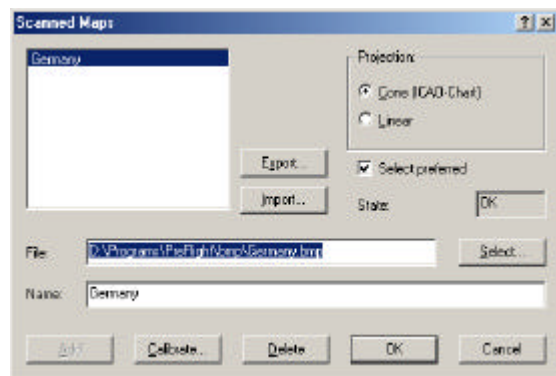 Scanned Maps
Germany
Projection:
Cone (ICAO-Chart)
Linear
Export...
Select preferred
Import...
State: OK
File: D:\Programs\PreFlight\bmp\Germany.bmp Select...
Name: Germany
Add Calibrate... Delete OK Cancel